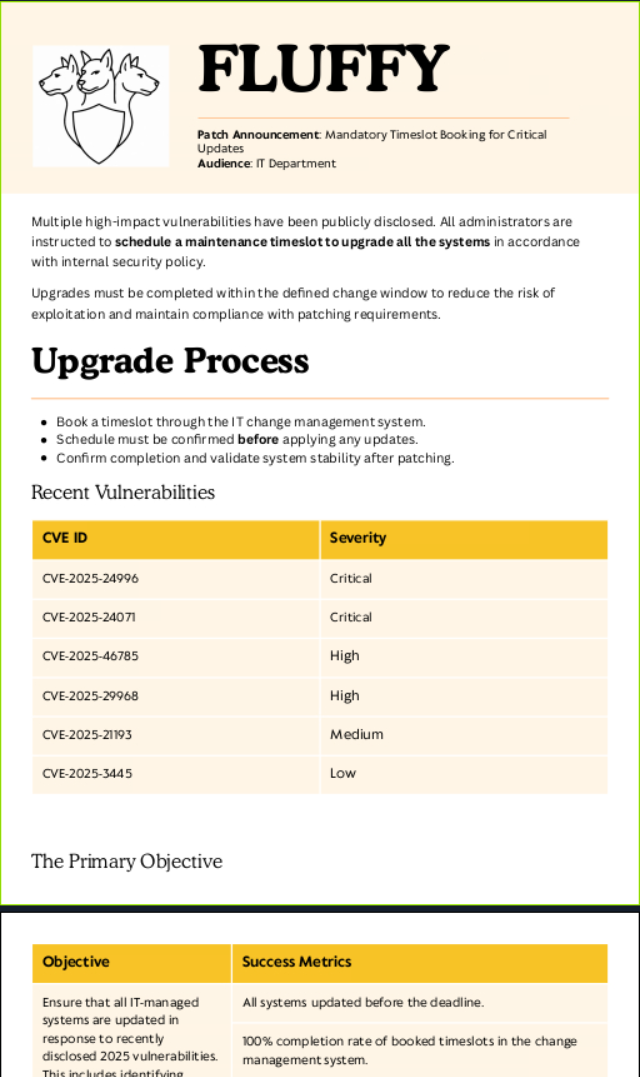 FLUFFY
Patch Announcement: Mandatory Timeslot Booking for Critical
Updates
Audience: IT Department
Multiple high-impact vulnerabilities have been publicly disclosed. All administrators are
instructed to schedule a maintenance timeslot to upgrade all the systems in accordance
with internal security policy.
Upgrades must be completed within the defined change window to reduce the risk of
exploitation and maintain compliance with patching requirements.
Upgrade Process
• Book a timeslot through the IT change management system.
• Schedule must be confirmed before applying any updates.
• Confirm completion and validate system stability after patching.
Recent Vulnerabilities
CVE ID Severity
CVE-2025-24996 Critical
CVE-2025-24071 Critical
CVE-2025-46785 High
CVE-2025-29968 High
CVE-2025-21193 Medium
CVE-2025-3445 Low
The Primary Objective
Objective Success Metrics
Ensure that all IT-managed
systems are updated in
response to recently
disclosed 2025 vulnerabilities.
This includes identifying
All systems updated before the deadline.
100% completion rate of booked timeslots in the change
management system.